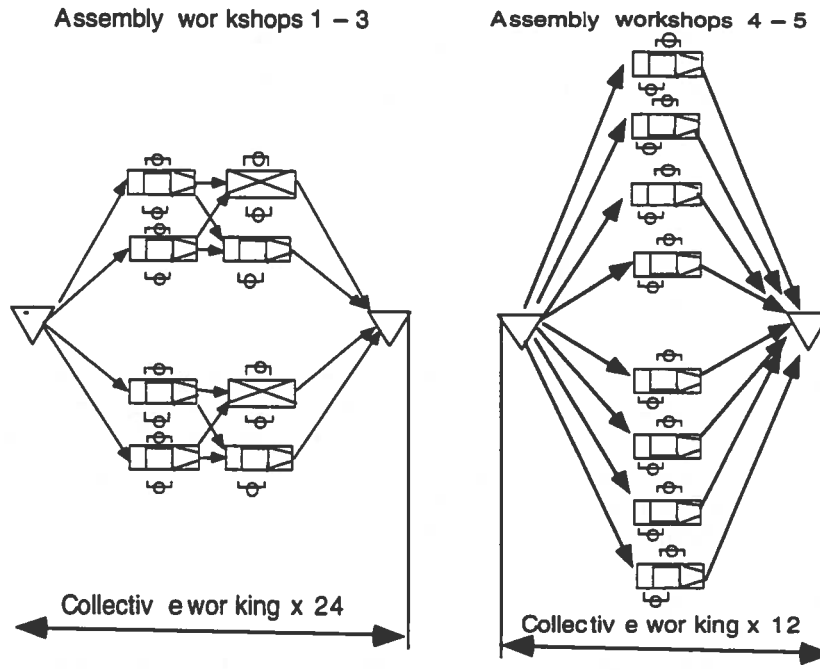 Assembly wor kshops 1 – 3
Assembly workshops 4 – 5
Collectiv e wor king x 24
Collectiv e wor king x 12